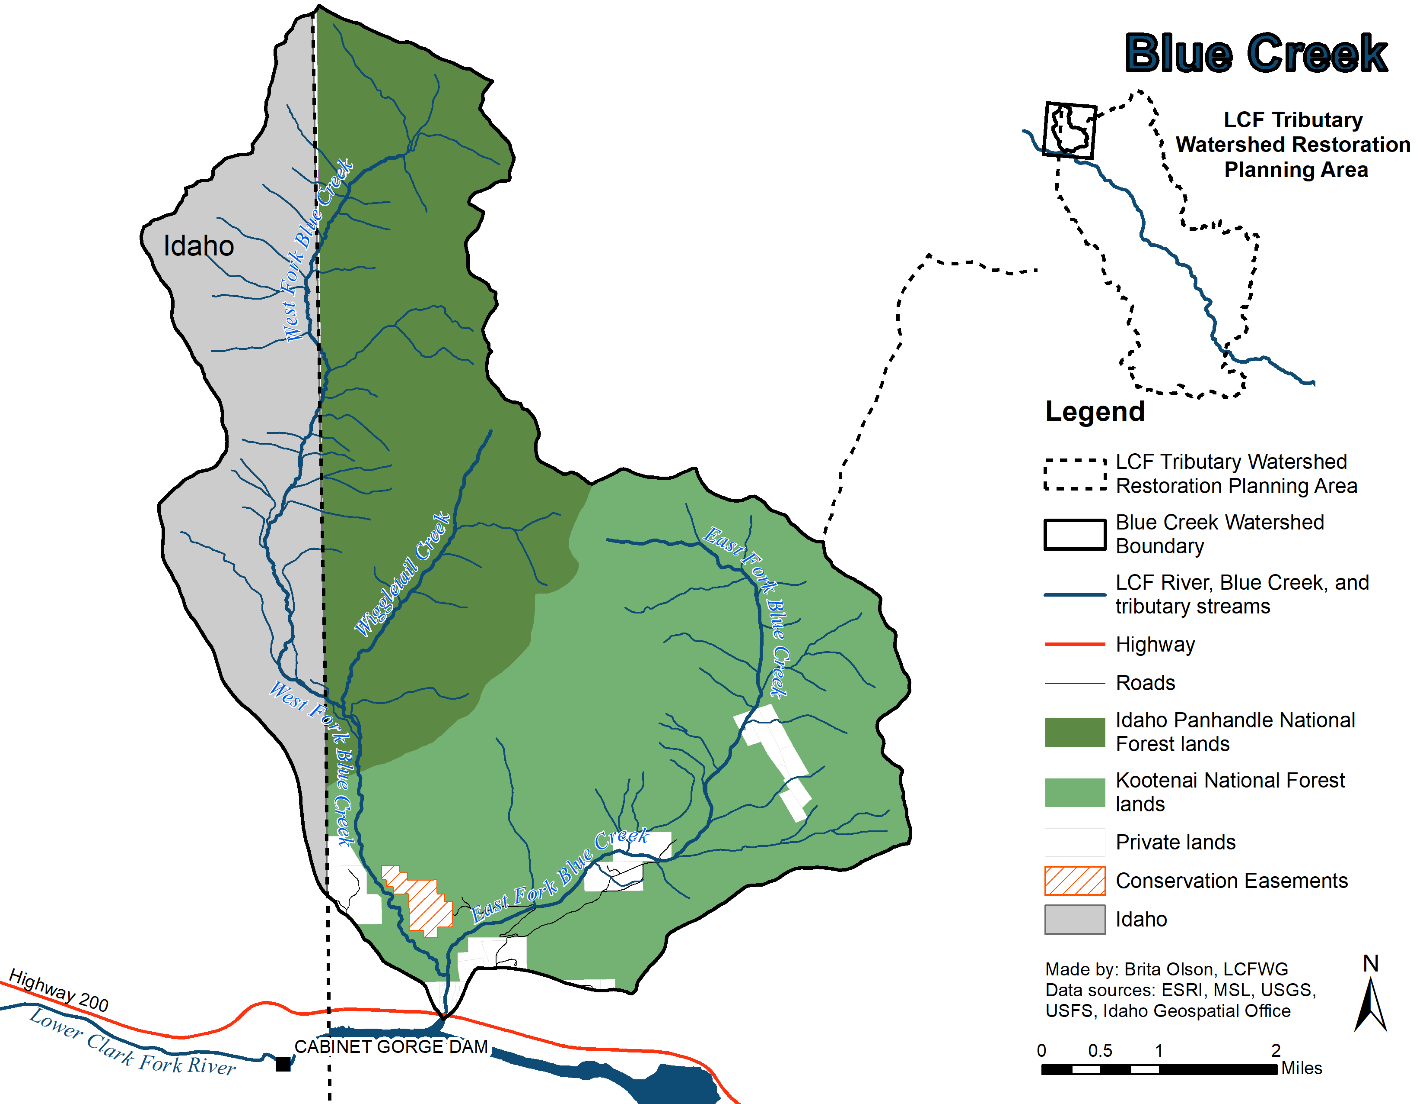 Blue Creek
LCF Tributary
Watershed Restoration
Planning Area
West Fork Blue Creek
Idaho
Wiggletail Creek
East Fork Blue Creek
West Fork Blue Creek
East Fork Blue Creek
Highway 200
Lower Clark Fork River
CABINET GORGE DAM
Legend
LCF Tributary Watershed
Restoration Planning Area
Blue Creek Watershed
Boundary
LCF River, Blue Creek, and
tributary streams
Highway
Roads
Idaho Panhandle National
Forest lands
Kootenai National Forest
lands
Private lands
Conservation Easements
Idaho
Made by: Brita Olson, LCFWG
Data sources: ESRI, MSL, USGS,
USFS, Idaho Geospatial Office
N
0 0.5 1 2
Miles